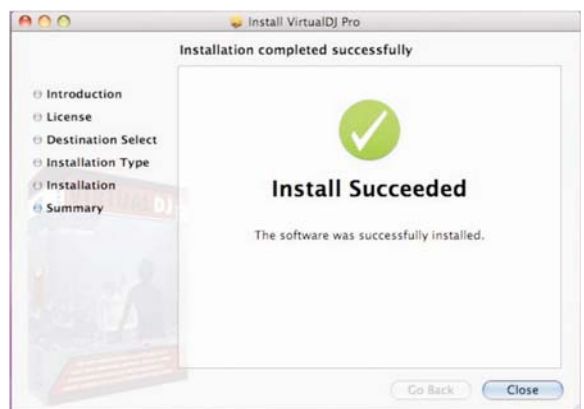 Install VirtualDJ Pro
Installation completed successfully
Introduction
License
Destination Select
Installation Type
Installation
Summary
Install Succeeded
The software was successfully installed.
Go Back
Close